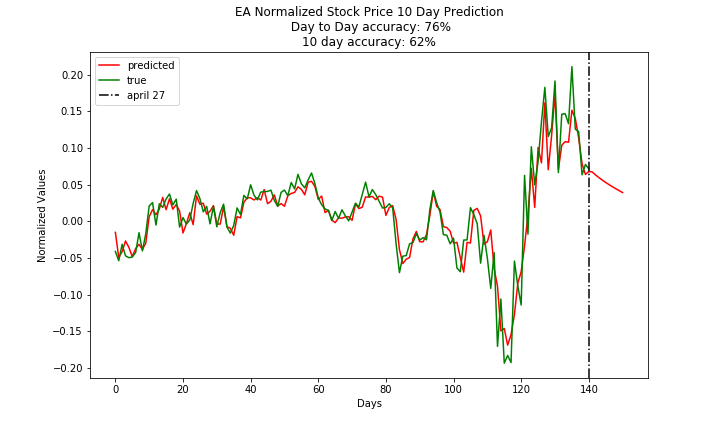 EA Normalized Stock Price 10 Day Prediction
Day to Day accuracy: 76%
10 day accuracy: 62%
predicted
true
april 27
Normalized Values
0.20
0.15
0.10
0.05
0.00
−0.05
−0.10
−0.15
−0.20
0
20
40
60
80
100
120
140
Days